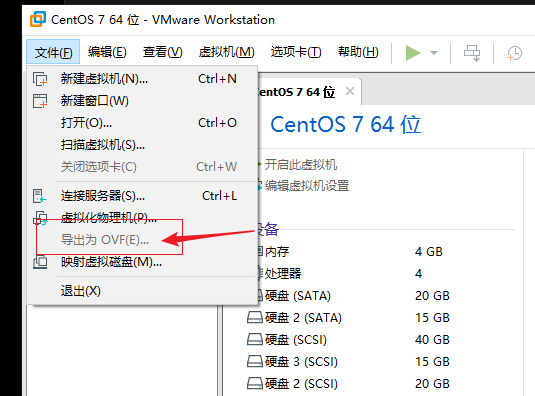 CentOS 7 64 位 - VMware Workstation
文件(F) 编辑(E) 查看(V) 虚拟机(M) 选项卡(T) 帮助(H)
新建虚拟机(N)... Ctrl+N
新建窗口(W)
打开(O)... Ctrl+O
扫描虚拟机(S)...
关闭选项卡(C) Ctrl+W
连接服务器(S)... Ctrl+L
虚拟化物理机(P)...
导出为 OVF(E)...
映射虚拟磁盘(M)...
退出(X)
entOS 7 64 位
CentOS 7 64 位
开启此虚拟机
编辑虚拟机设置
设备
内存 4 GB
处理器 4
硬盘 (SATA) 20 GB
硬盘 2 (SATA) 15 GB
硬盘 (SCSI) 40 GB
硬盘 3 (SCSI) 15 GB
硬盘 2 (SCSI) 20 GB